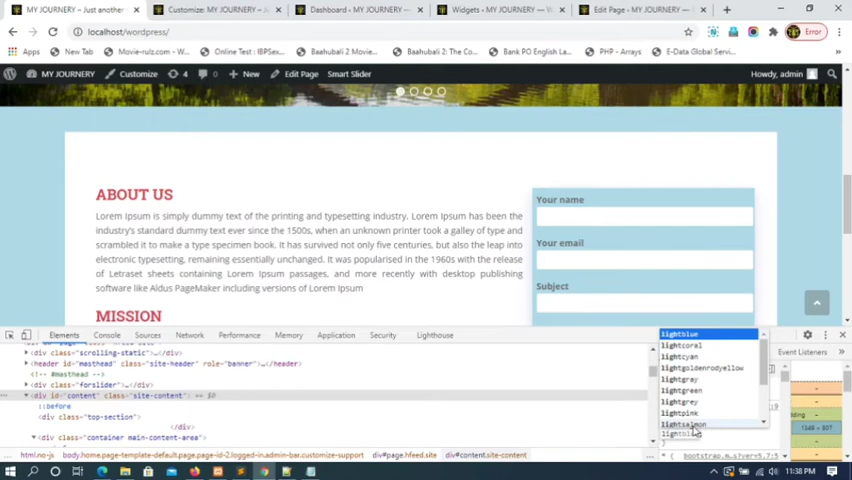 MY JOURNERY – Just another
Customize: MY JOURNERY – Ju
Dashboard ‹ MY JOURNERY —
Widgets ‹ MY JOURNERY — W
Edit Page ‹ MY JOURNERY —
localhost/wordpress/
Error
Apps
New Tab
Movie-rulz.com - W...
Online Test : IBPSex...
Baahubali 2 Movie...
Baahubali 2: The Co...
Bank PO English La...
PHP - Arrays
E-Data Global Servi...
MY JOURNERY
Customizing
4
0
New
Edit Page
Smart Slider
Howdy, admin
ABOUT US
Lorem Ipsum is simply dummy text of the printing and typesetting industry. Lorem Ipsum has been the
industry's standard dummy text ever since the 1500s, when an unknown printer took a galley of type and
scrambled it to make a type specimen book. It has survived not only five centuries, but also the leap into
electronic typesetting, remaining essentially unchanged. It was popularised in the 1960s with the release
of Letraset sheets containing Lorem Ipsum passages, and more recently with desktop publishing
software like Aldus PageMaker including versions of Lorem Ipsum
MISSION
Your name
Your email
Subject
Elements
Console
Sources
Network
Performance
Memory
Application
Security
Lighthouse
<div class="scrolling-static">…</div>
<header id="masthead" class="site-header" role="banner">…</header>
<!-- #masthead -->
<div class="forslider">…</div>
<div id="content" class="site-content"> == $0
::before
<div class="top-section">
</div>
<div class="container main-content-area">
html.no-js
body.home.page-template-default.page.page-id-2.logged-in.admin-bar.customize-support
div#page.hfeed.site
div#content.site-content
lightblue
lightcoral
lightcyan
lightgoldenrodyellow
lightgray
lightgreen
lightgrey
lightpink
lightsalmon
}
* {
bootstrap.m…s?ver=5.7:5
Event Listeners
1349 × 807
11:38 PM